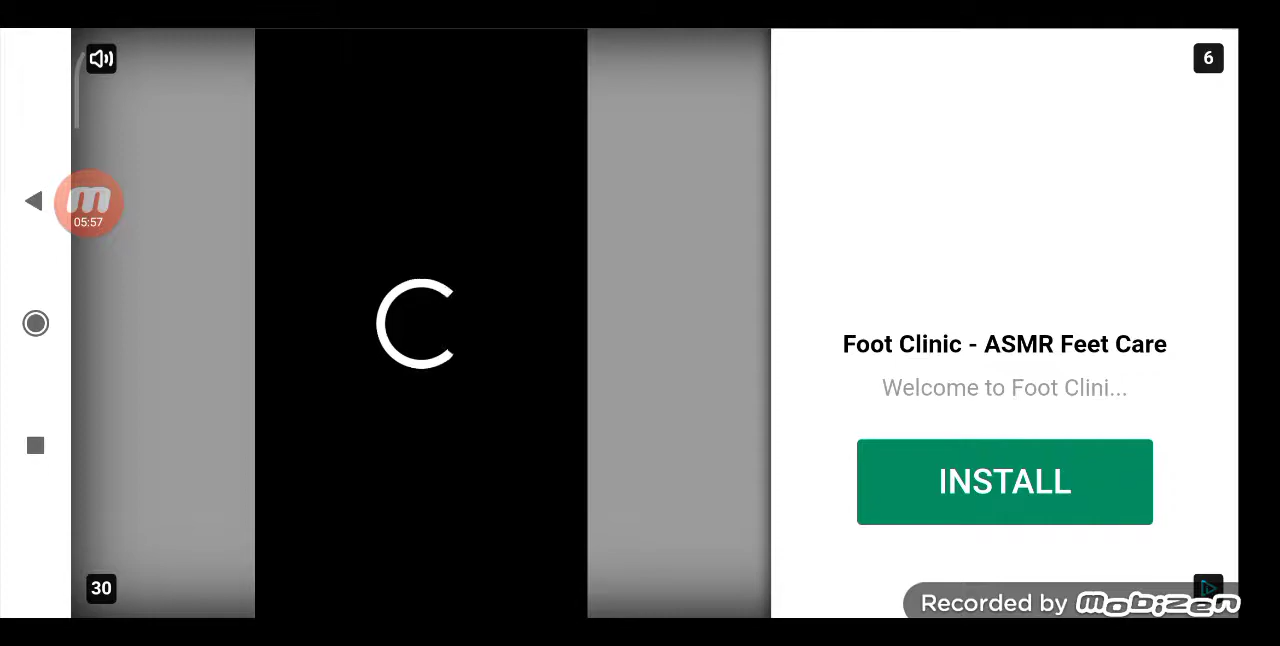 6
05:57
Foot Clinic - ASMR Feet Care
Welcome to Foot Clini...
INSTALL
30
Recorded by mobizen